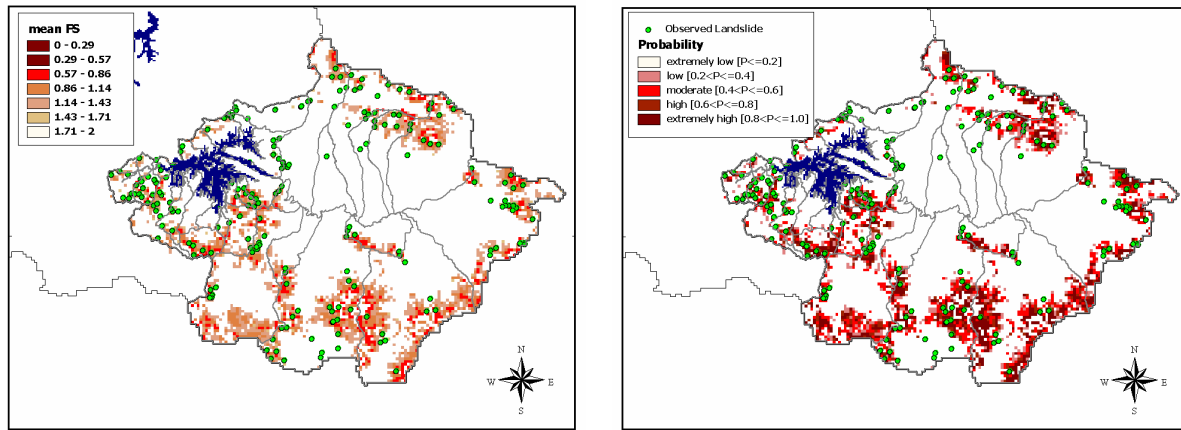 mean FS
0 - 0.29
0.29 - 0.57
0.57 - 0.86
0.86 - 1.14
1.14 - 1.43
1.43 - 1.71
1.71 - 2
N
W
E
S
Observed Landslide
Probability
extremely low [P<=0.2]
low [0.2<P<=0.4]
moderate [0.4<P<=0.6]
high [0.6<P<=0.8]
extremely high [0.8<P<=1.0]
N
W
E
S